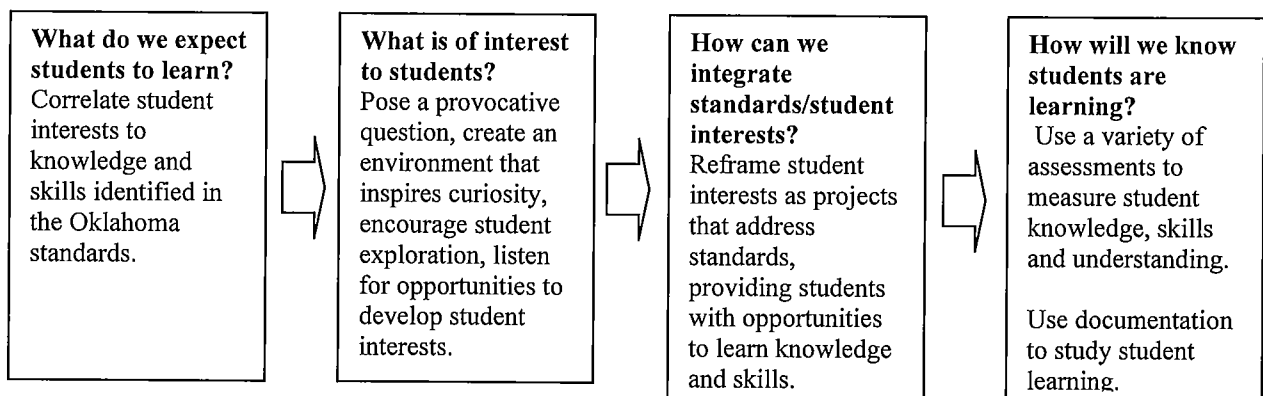 What do we expect
students to learn?
Correlate student
interests to
knowledge and
skills identified in
the Oklahoma
standards.
What is of interest
to students?
Pose a provocative
question, create an
environment that
inspires curiosity,
encourage student
exploration, listen
for opportunities to
develop student
interests.
How can we
integrate
standards/student
interests?
Reframe student
interests as projects
that address
standards,
providing students
with opportunities
to learn knowledge
and skills.
How will we know
students are
learning?
Use a variety of
assessments to
measure student
knowledge, skills
and understanding.
Use documentation
to study student
learning.